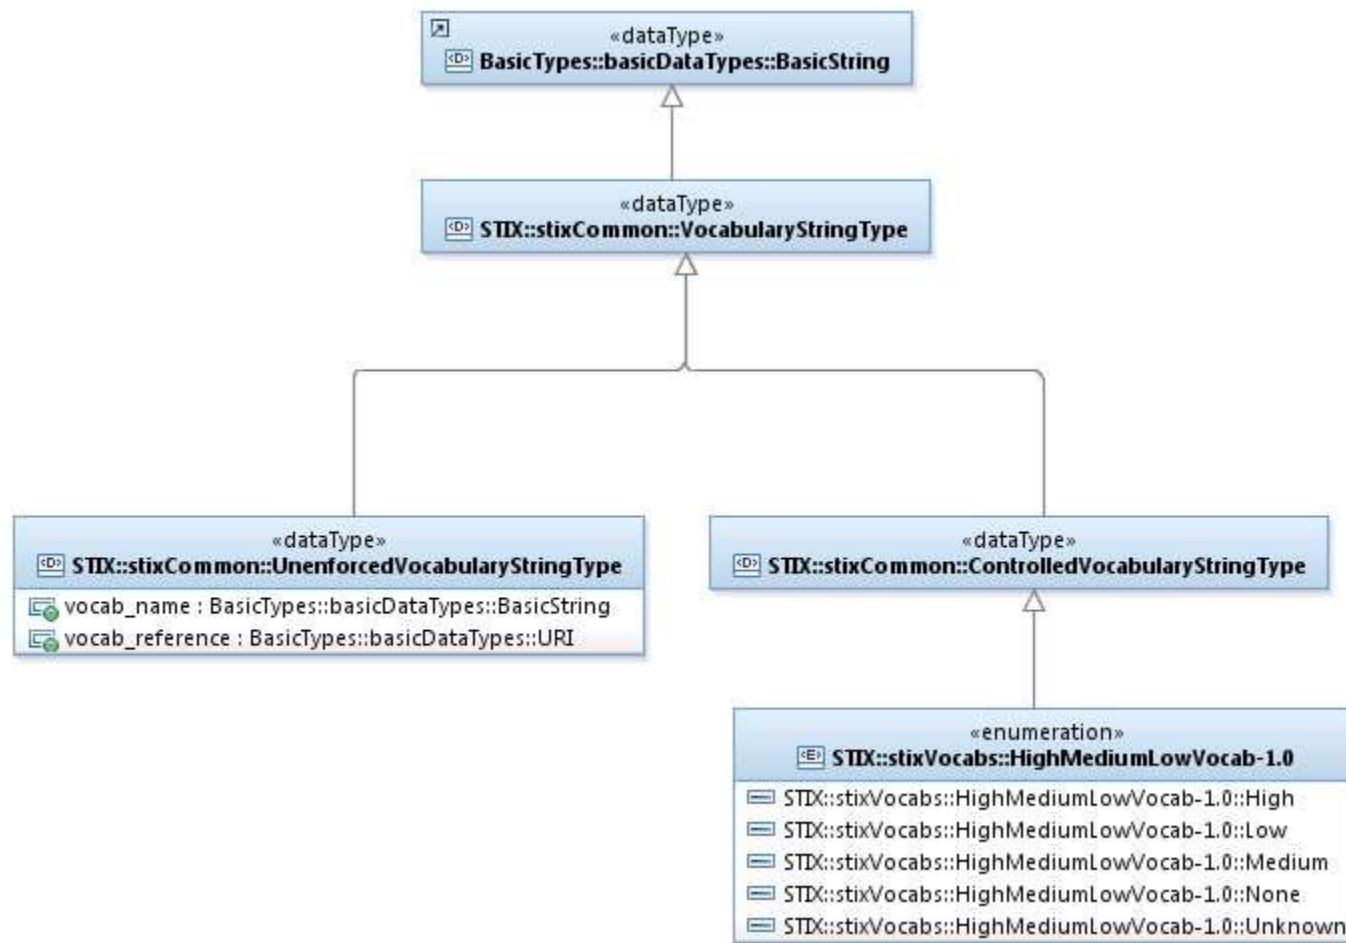 «dataType»
BasicTypes::basicDataTypes::BasicString
«dataType»
STIX::stixCommon::VocabularyStringType
«dataType»
STIX::stixCommon::UnenforcedVocabularyStringType
vocab_name : BasicTypes::basicDataTypes::BasicString
vocab_reference : BasicTypes::basicDataTypes::URI
«dataType»
STIX::stixCommon::ControlledVocabularyStringType
«enumeration»
STIX::stixVocabs::HighMediumLowVocab-1.0
STIX::stixVocabs::HighMediumLowVocab-1.0::High
STIX::stixVocabs::HighMediumLowVocab-1.0::Low
STIX::stixVocabs::HighMediumLowVocab-1.0::Medium
STIX::stixVocabs::HighMediumLowVocab-1.0::None
STIX::stixVocabs::HighMediumLowVocab-1.0::Unknown